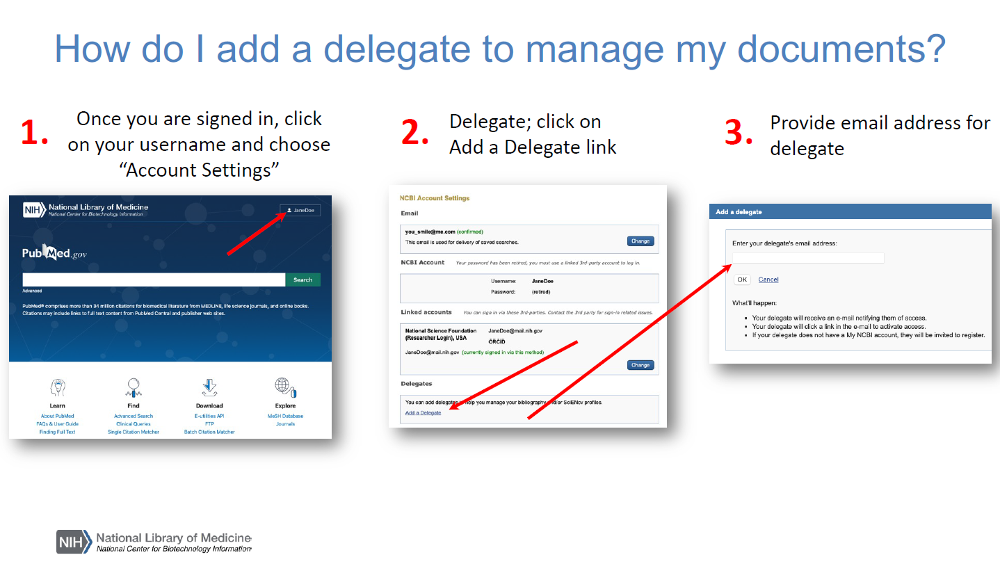 How do I add a delegate to manage my documents?
1.
Once you are signed in, click
on your username and choose
“Account Settings”
NIH National Library of Medicine
National Center for Biotechnology Information
JaneDoe
PubMed.gov
Search
Advanced
PubMed® comprises more than 34 million citations for biomedical literature from MEDLINE, life science journals, and online books.
Citations may include links to full text content from PubMed Central and publisher web sites.
Learn
About PubMed
FAQs & User Guide
Finding Full Text
Find
Advanced Search
Clinical Queries
Single Citation Matcher
Download
E-utilities API
FTP
Batch Citation Matcher
Explore
MeSH Database
Journals
2.
Delegate; click on
Add a Delegate link
NCBI Account Settings
Email
you_smile@me.com (confirmed)
This email is used for delivery of saved searches.
Change
NCBI Account Your password has been retired, you must use a linked 3rd-party account to log in.
Username: JaneDoe
Password: (retired)
Linked accounts You can sign in via these 3rd-parties. Contact the 3rd party for sign-in related issues.
National Science Foundation JaneDoe@mail.nih.gov
(Researcher Login), USA ORCiD
JaneDoe@mail.nih.gov (currently signed in via this method)
Change
Delegates
You can add delegates to help you manage your bibliography and/or SciENcv profiles.
Add a Delegate
3.
Provide email address for
delegate
Add a delegate
Enter your delegate's email address:
OK Cancel
What'll happen:
▪ Your delegate will receive an e-mail notifying them of access.
▪ Your delegate will click a link in the e-mail to activate access.
▪ If your delegate does not have a My NCBI account, they will be invited to register.
NIH National Library of Medicine
National Center for Biotechnology Information